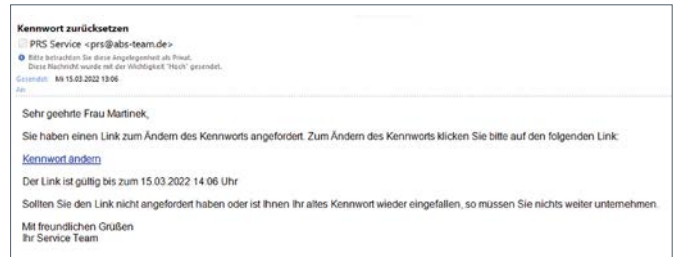 Kennwort zurücksetzen
PRS Service <prs@abs-team.de>
Bitte betrachten Sie diese Angelegenheit als Privat.
Diese Nachricht wurde mit der Wichtigkeit "Hoch" gesendet.
Gesendet: Mi 15.03.2022 13:06
An:
Sehr geehrte Frau Martinek,
Sie haben einen Link zum Ändern des Kennworts angefordert. Zum Ändern des Kennworts klicken Sie bitte auf den folgenden Link:
Kennwort ändern
Der Link ist gültig bis zum 15.03.2022 14:06 Uhr
Sollten Sie den Link nicht angefordert haben oder ist Ihnen Ihr altes Kennwort wieder eingefallen, so müssen Sie nichts weiter unternehmen.
Mit freundlichen Grüßen
Ihr Service Team